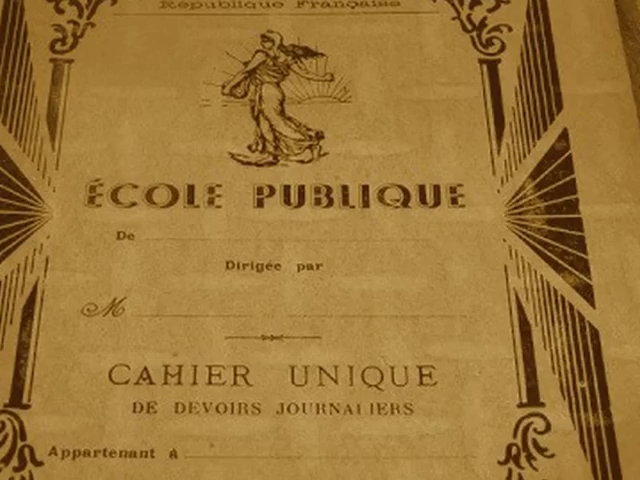 République Française
ÉCOLE PUBLIQUE
De
Dirigée par
M
CAHIER UNIQUE
DE DEVOIRS JOURNALIERS
Appartenant à